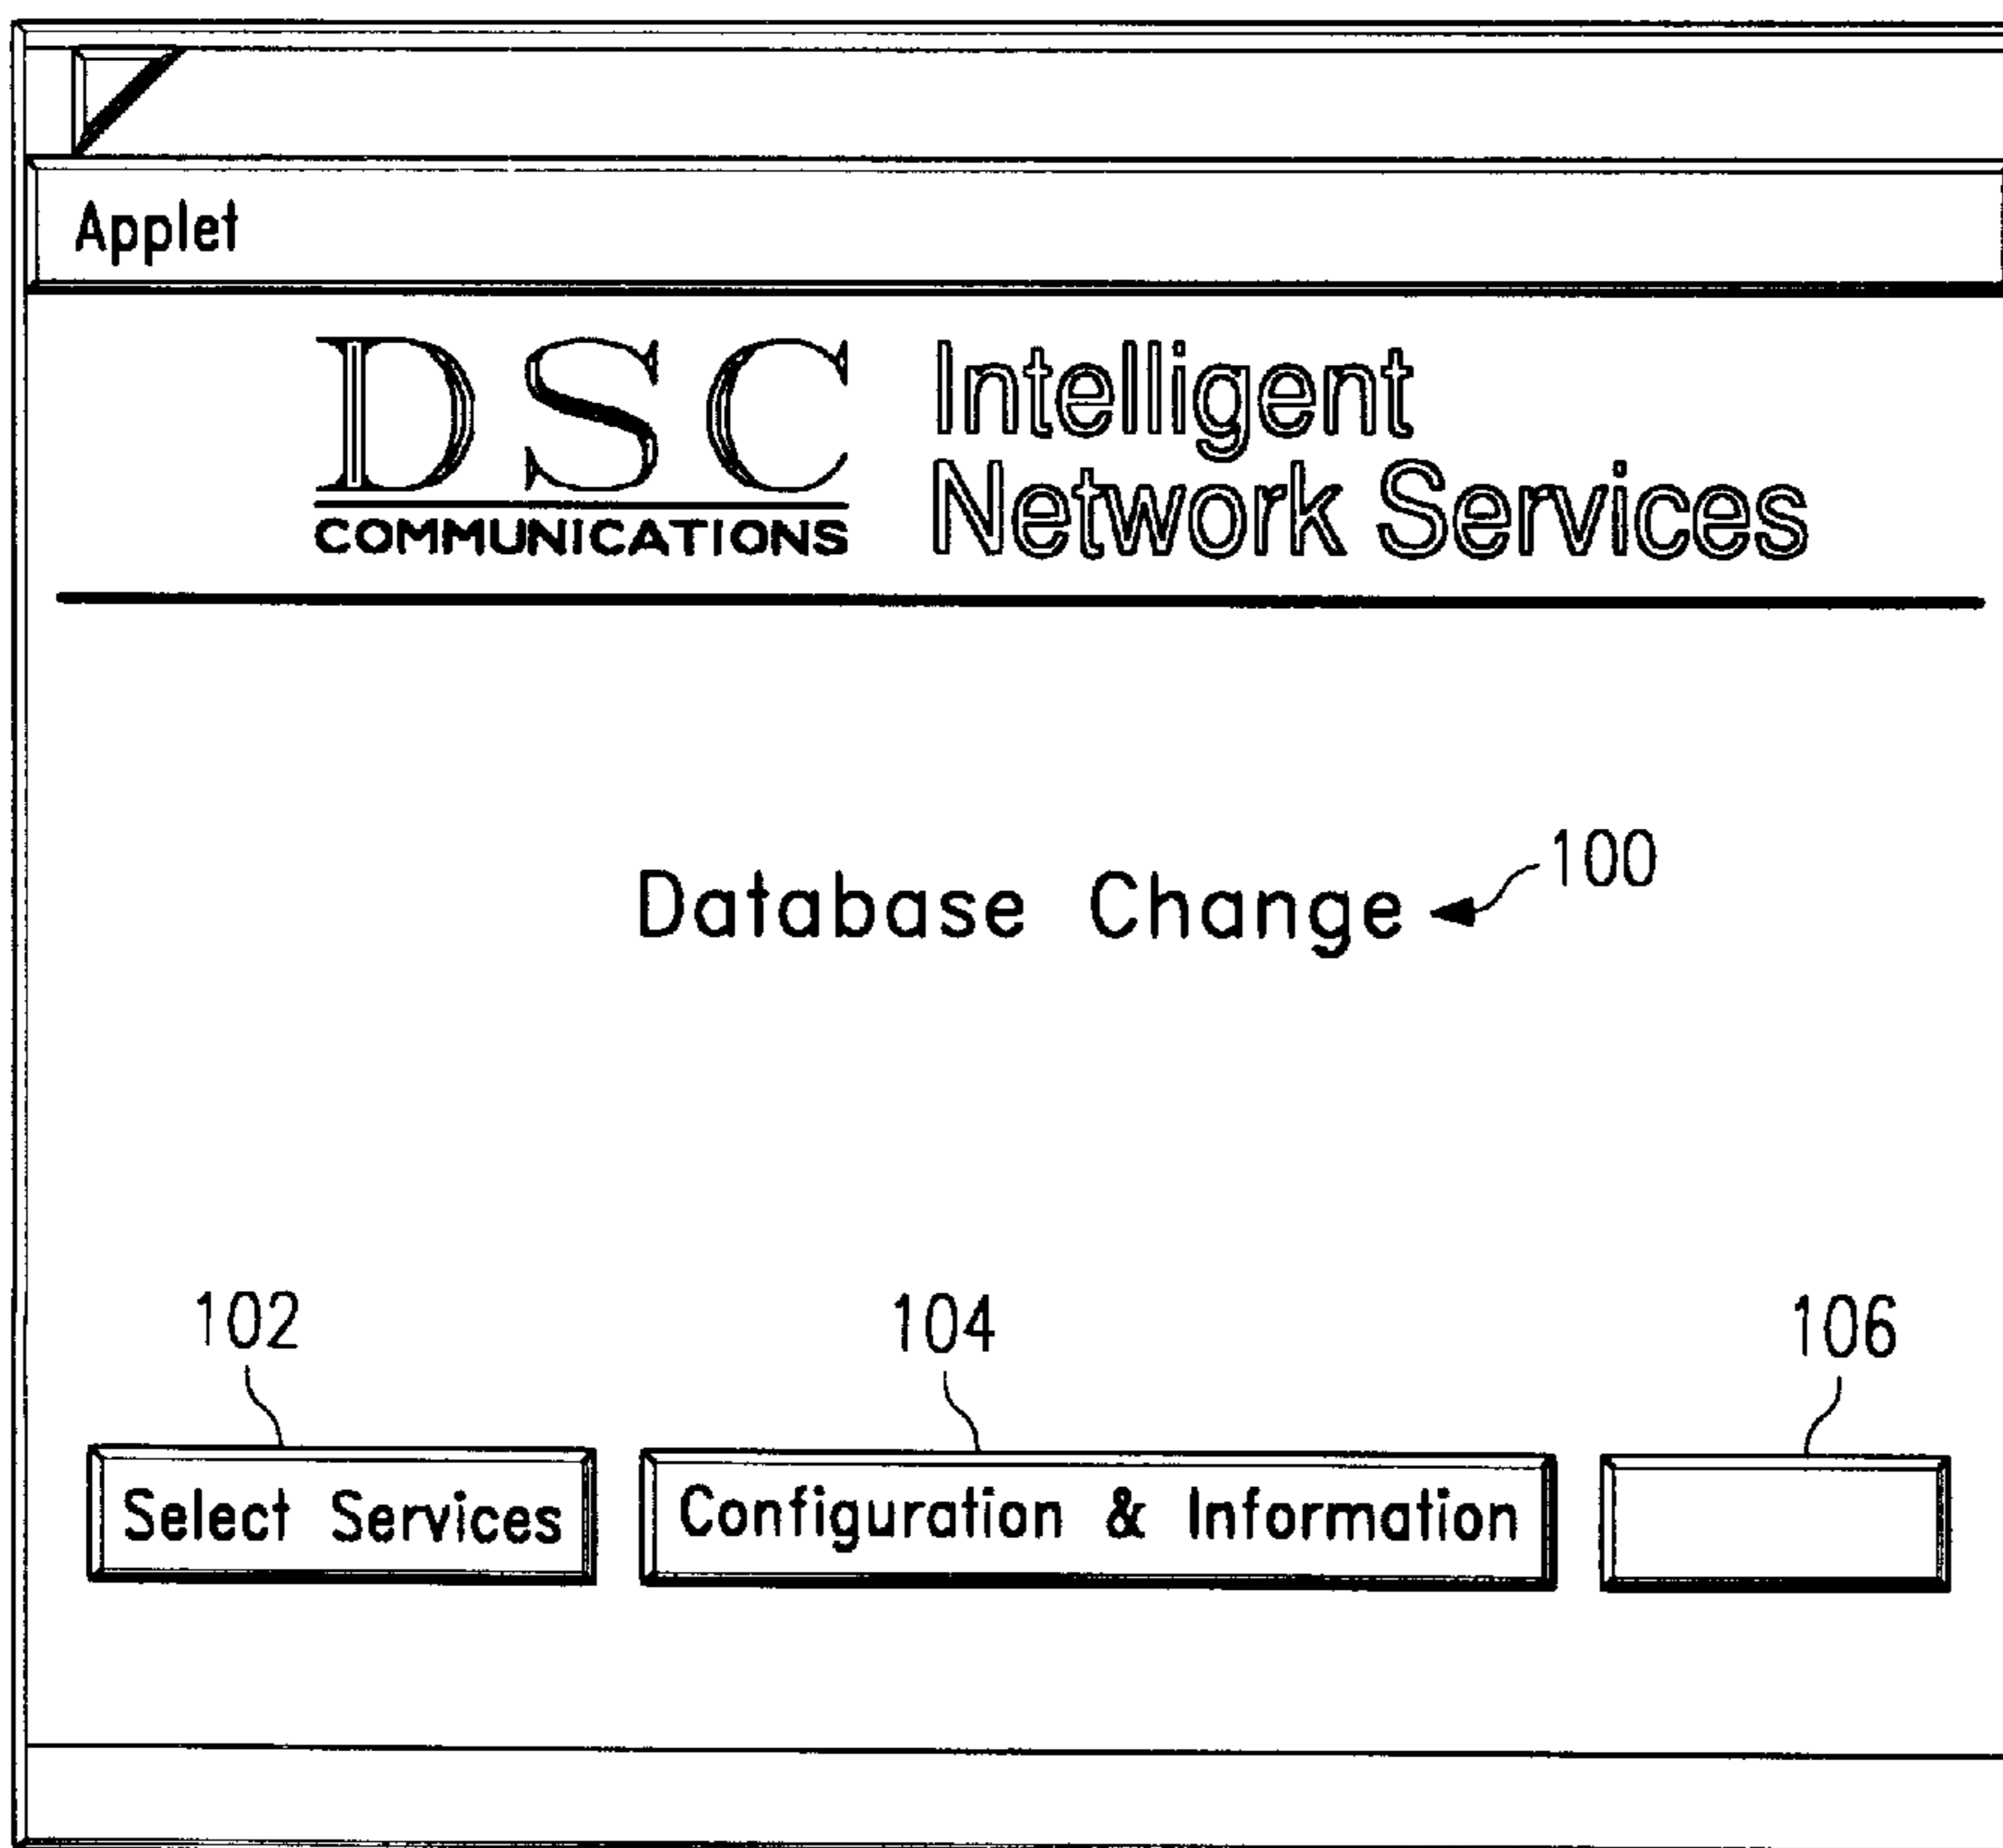 Applet
DSC Intelligent
COMMUNICATIONS Network Services
Database Change 100
102 104 106
Select Services Configuration & Information